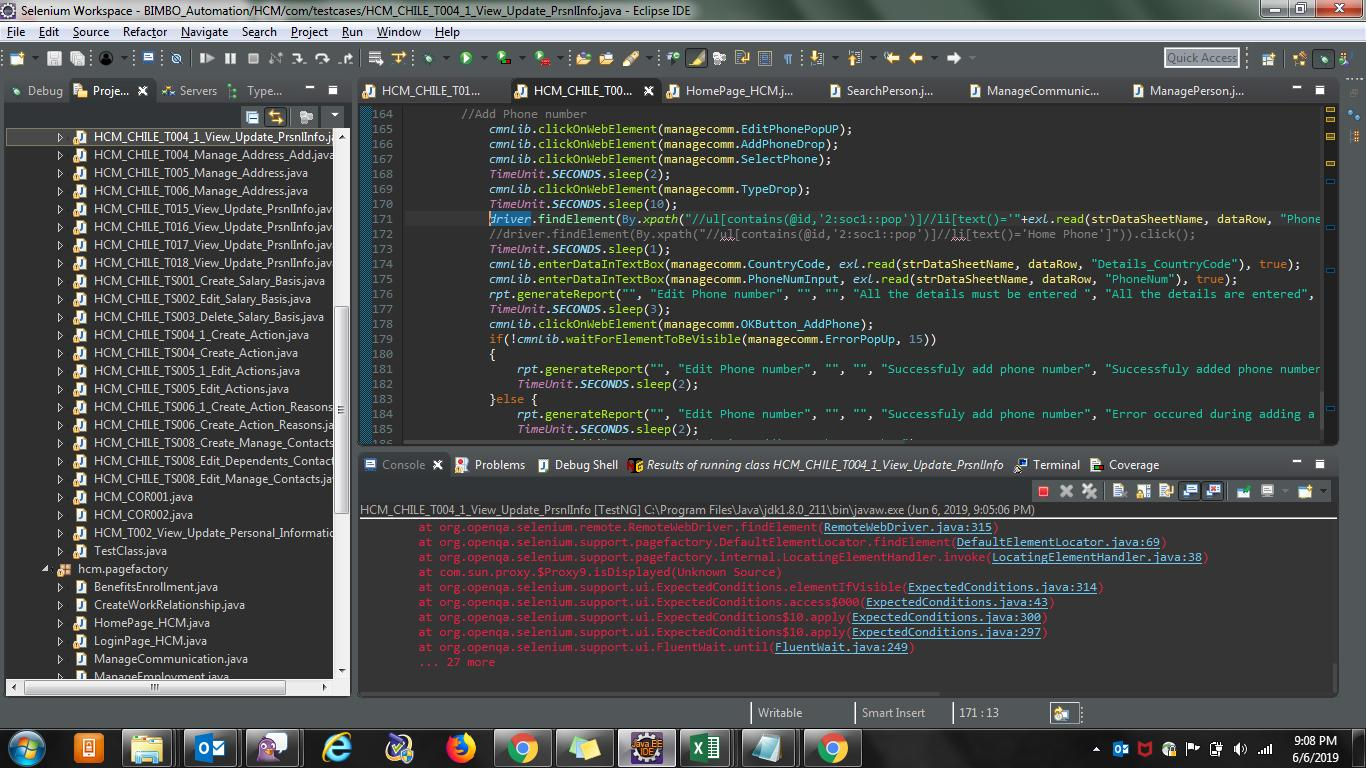 Selenium Workspace - BIMBO_Automation/HCM/com/testcases/HCM_CHILE_T004_1_View_Update_PrsnlInfo.java - Eclipse IDE
File Edit Source Refactor Navigate Search Project Run Window Help
Quick Access
Debug Projec... Servers Type...
HCM_CHILE_T01... HCM_CHILE_T00... HomePage_HCM.j... SearchPerson.j... ManageCommunic... ManagePerson.j...
HCM_CHILE_T004_1_View_Update_PrsnlInfo.ja
HCM_CHILE_T004_Manage_Address_Add.java
HCM_CHILE_T005_Manage_Address.java
HCM_CHILE_T006_Manage_Address.java
HCM_CHILE_T015_View_Update_PrsnlInfo.java
HCM_CHILE_T016_View_Update_PrsnlInfo.java
HCM_CHILE_T017_View_Update_PrsnlInfo.java
HCM_CHILE_T018_View_Update_PrsnlInfo.java
HCM_CHILE_TS001_Create_Salary_Basis.java
HCM_CHILE_TS002_Edit_Salary_Basis.java
HCM_CHILE_TS003_Delete_Salary_Basis.java
HCM_CHILE_TS004_1_Create_Action.java
HCM_CHILE_TS004_Create_Action.java
HCM_CHILE_TS005_1_Edit_Actions.java
HCM_CHILE_TS005_Edit_Actions.java
HCM_CHILE_TS006_1_Create_Action_Reasons
HCM_CHILE_TS006_Create_Action_Reasons.java
HCM_CHILE_TS008_Create_Manage_Contacts
HCM_CHILE_TS008_Edit_Dependents_Contact
HCM_CHILE_TS008_Edit_Manage_Contacts.java
HCM_COR001.java
HCM_COR002.java
HCM_T002_View_Update_Personal_Informatio
TestClass.java
hcm.pagefactory
BenefitsEnrollment.java
CreateWorkRelationship.java
HomePage_HCM.java
LoginPage_HCM.java
ManageCommunication.java
ManageEmployment.java
164 //Add Phone number
165 cmnLib.clickOnWebElement(managecomm.EditPhonePopUP);
166 cmnLib.clickOnWebElement(managecomm.AddPhoneDrop);
167 cmnLib.clickOnWebElement(managecomm.SelectPhone);
168 TimeUnit.SECONDS.sleep(2);
169 cmnLib.clickOnWebElement(managecomm.TypeDrop);
170 TimeUnit.SECONDS.sleep(10);
171 driver.findElement(By.xpath("//ul[contains(@id,'2:soc1::pop')]//li[text()='"+exl.read(strDataSheetName, dataRow, "Phone
172 //driver.findElement(By.xpath("//ul[contains(@id,'2:soc1::pop')]//li[text()='Home Phone']")).click();
173 TimeUnit.SECONDS.sleep(1);
174 cmnLib.enterDataInTextBox(managecomm.CountryCode, exl.read(strDataSheetName, dataRow, "Details_CountryCode"), true);
175 cmnLib.enterDataInTextBox(managecomm.PhoneNumInput, exl.read(strDataSheetName, dataRow, "PhoneNum"), true);
176 rpt.generateReport("", "Edit Phone number", "", "", "All the details must be entered ", "All the details are entered",
177 TimeUnit.SECONDS.sleep(3);
178 cmnLib.clickOnWebElement(managecomm.OKButton_AddPhone);
179 if(!cmnLib.waitForElementToBeVisible(managecomm.ErrorPopUp, 15))
180 {
181 rpt.generateReport("", "Edit Phone number", "", "", "Successfuly add phone number", "Successfuly added phone number
182 TimeUnit.SECONDS.sleep(2);
183 }else {
184 rpt.generateReport("", "Edit Phone number", "", "", "Successfuly add phone number", "Error occured during adding a
185 TimeUnit.SECONDS.sleep(2);
Console Problems Debug Shell Results of running class HCM_CHILE_T004_1_View_Update_PrsnlInfo Terminal Coverage
HCM_CHILE_T004_1_View_Update_PrsnlInfo [TestNG] C:\Program Files\Java\jdk1.8.0_211\bin\javaw.exe (Jun 6, 2019, 9:05:06 PM)
at org.openqa.selenium.remote.RemoteWebDriver.findElement(RemoteWebDriver.java:315)
at org.openqa.selenium.support.pagefactory.DefaultElementLocator.findElement(DefaultElementLocator.java:69)
at org.openqa.selenium.support.pagefactory.internal.LocatingElementHandler.invoke(LocatingElementHandler.java:38)
at com.sun.proxy.$Proxy9.isDisplayed(Unknown Source)
at org.openqa.selenium.support.ui.ExpectedConditions.elementIfVisible(ExpectedConditions.java:314)
at org.openqa.selenium.support.ui.ExpectedConditions.access$000(ExpectedConditions.java:43)
at org.openqa.selenium.support.ui.ExpectedConditions$10.apply(ExpectedConditions.java:300)
at org.openqa.selenium.support.ui.ExpectedConditions$10.apply(ExpectedConditions.java:297)
at org.openqa.selenium.support.ui.FluentWait.until(FluentWait.java:249)
... 27 more
Writable Smart Insert 171 : 13
Java EE IDE
9:08 PM
6/6/2019